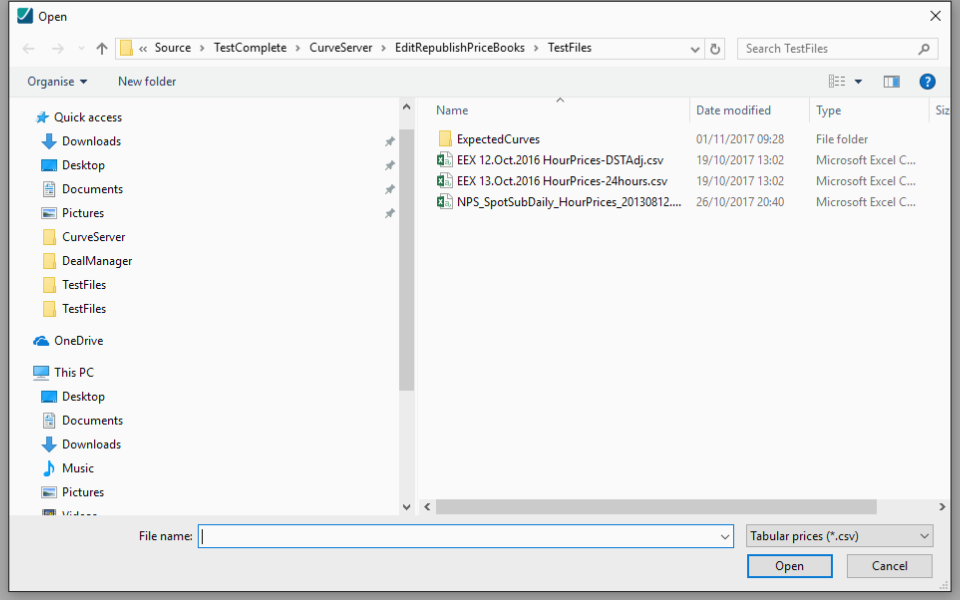 Open
« Source › TestComplete › CurveServer › EditRepublishPriceBooks › TestFiles
Search TestFiles
Organise
New folder
?
Quick access
Downloads
Desktop
Documents
Pictures
CurveServer
DealManager
TestFiles
TestFiles
OneDrive
This PC
Desktop
Documents
Downloads
Music
Pictures
Videos
Name Date modified Type Siz
ExpectedCurves 01/11/2017 09:28 File folder
EEX 12.Oct.2016 HourPrices-DSTAdj.csv 19/10/2017 13:02 Microsoft Excel C...
EEX 13.Oct.2016 HourPrices-24hours.csv 19/10/2017 13:02 Microsoft Excel C...
NPS_SpotSubDaily_HourPrices_20130812.... 26/10/2017 20:40 Microsoft Excel C...
File name:
Tabular prices (*.csv)
Open
Cancel